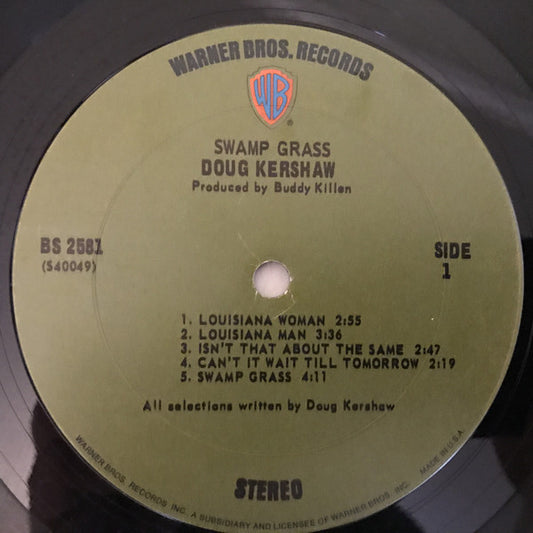 WARNER BROS. RECORDS
WB
®
SWAMP GRASS
DOUG KERSHAW
Produced by Buddy Killen
BS 2581
(S40049)
SIDE
1
1. LOUISIANA WOMAN 2:55
2. LOUISIANA MAN 3:36
3. ISN'T THAT ABOUT THE SAME 2:47
4. CAN'T IT WAIT TILL TOMORROW 2:19
5. SWAMP GRASS 4:11
All selections written by Doug Kershaw
STEREO
WARNER BROS. RECORDS INC. A SUBSIDIARY AND LICENSEE OF WARNER BROS. INC. MADE IN U.S.A.